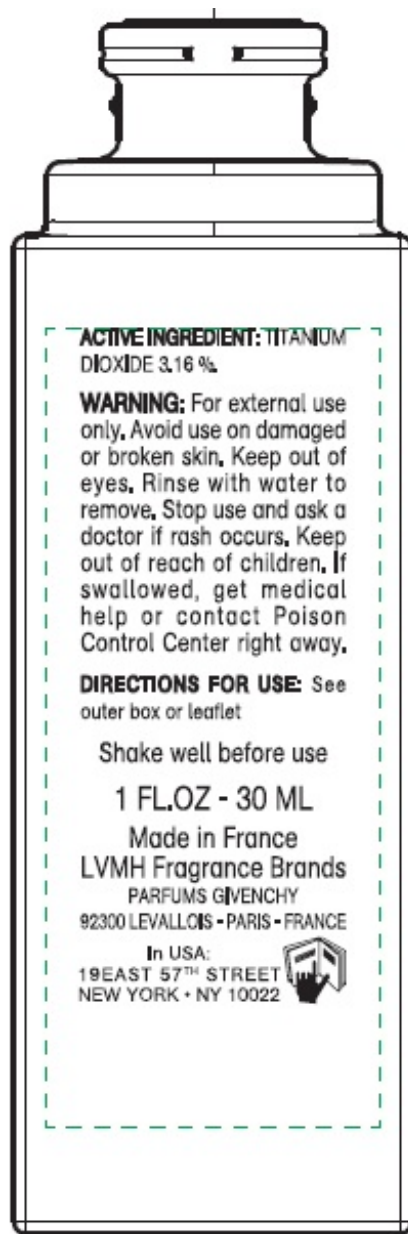 ACTIVE INGREDIENT: TITANIUM
DIOXIDE 3.16 %.
WARNING: For external use
only. Avoid use on damaged
or broken skin. Keep out of
eyes. Rinse with water to
remove. Stop use and ask a
doctor if rash occurs. Keep
out of reach of children. If
swallowed, get medical
help or contact Poison
Control Center right away.
DIRECTIONS FOR USE: See
outer box or leaflet
Shake well before use
1 FL.OZ - 30 ML
Made in France
LVMH Fragrance Brands
PARFUMS GIVENCHY
92300 LEVALLOIS - PARIS - FRANCE
In USA:
19EAST 57TH STREET
NEW YORK • NY 10022